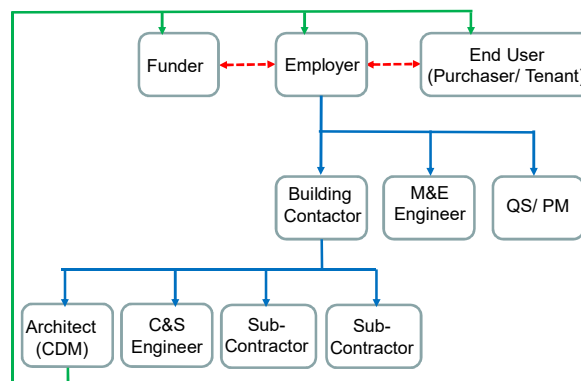 Funder
Employer
End User
(Purchaser/ Tenant)
Building
Contactor
M&E
Engineer
QS/ PM
Architect
(CDM)
C&S
Engineer
Sub-
Contractor
Sub-
Contractor